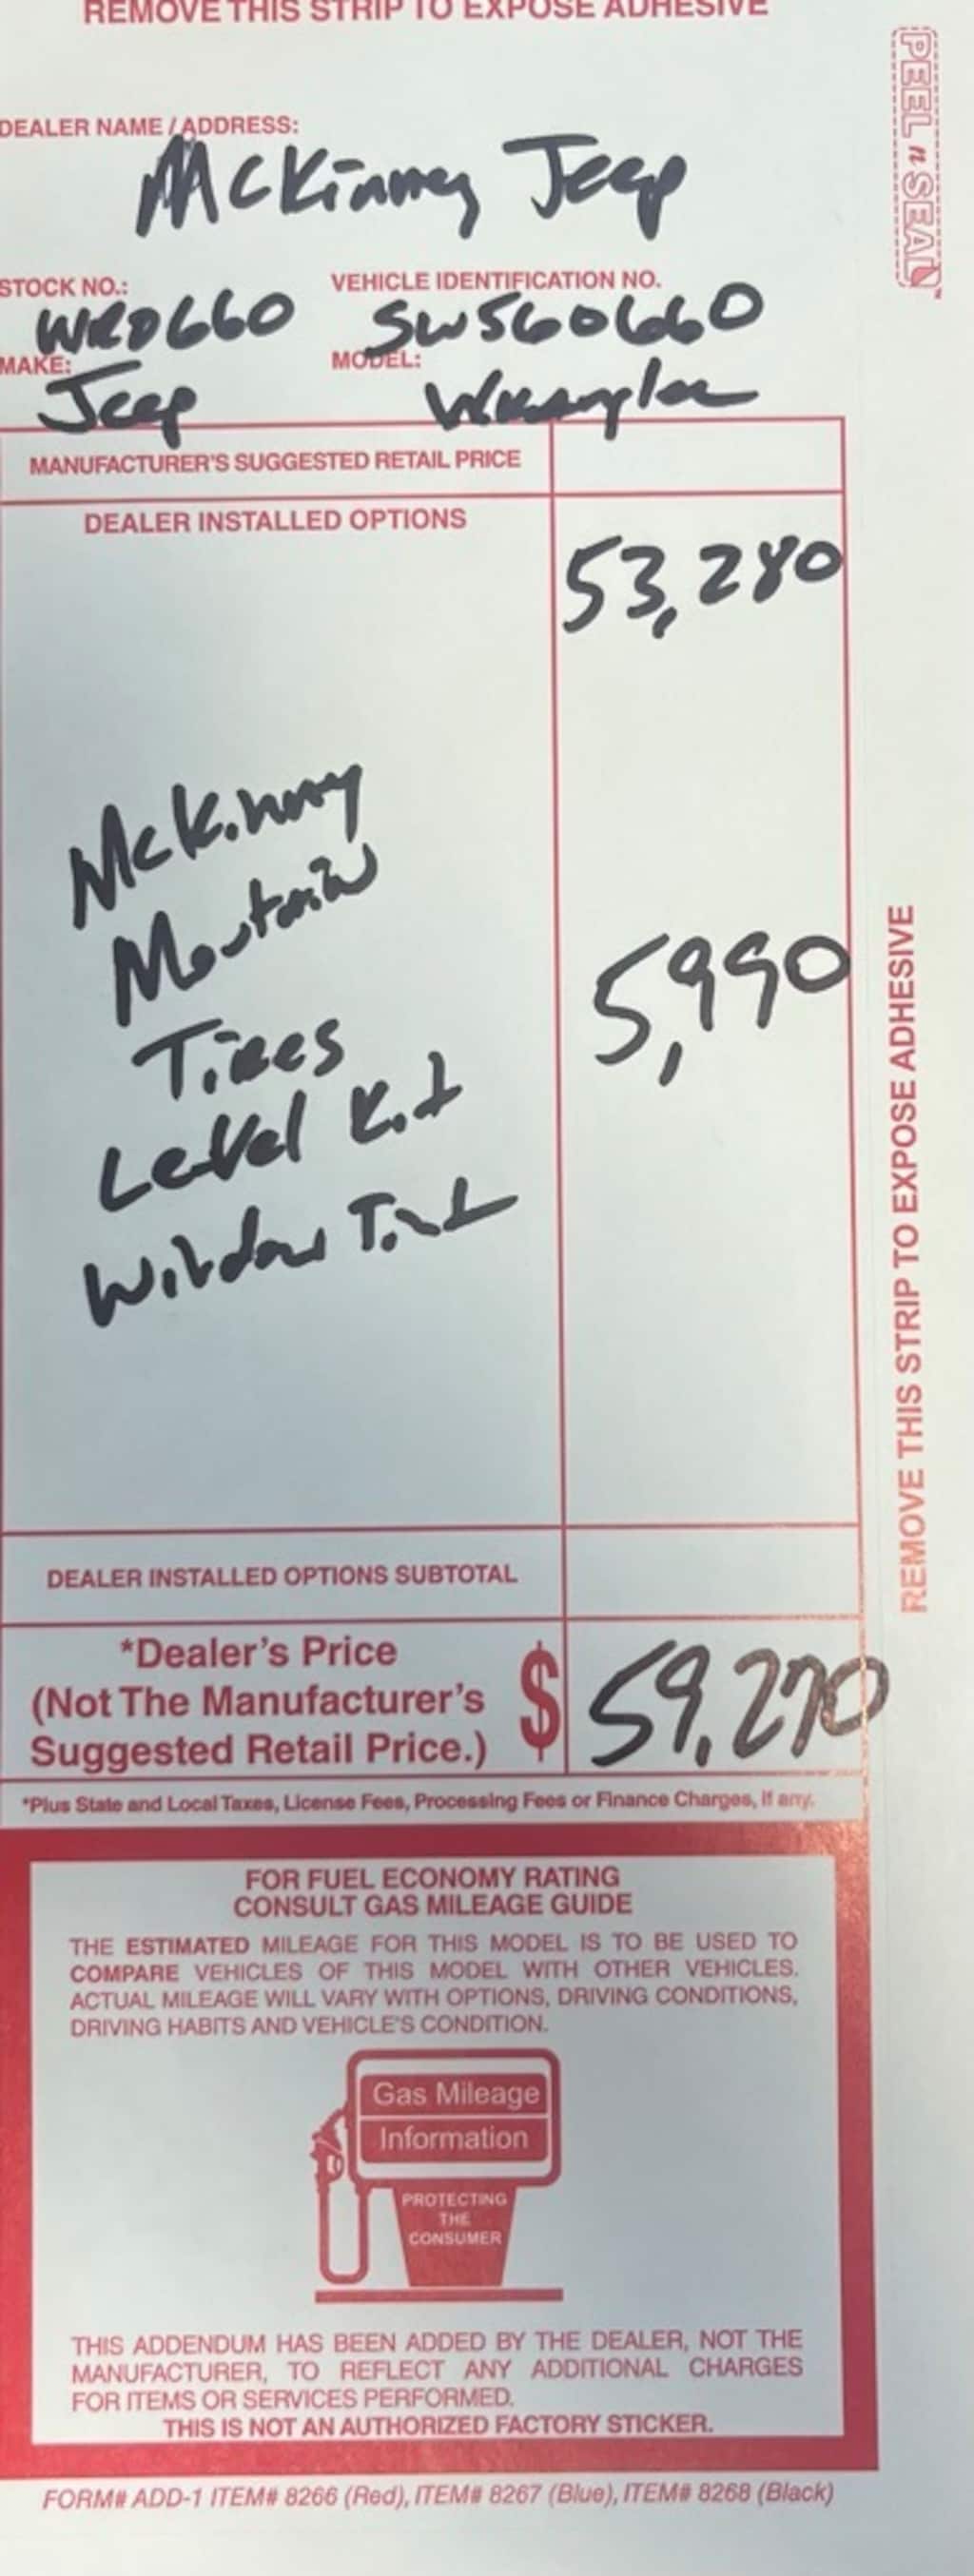 REMOVE THIS STRIP TO EXPOSE ADHESIVE
PEEL n SEAL™
DEALER NAME / ADDRESS:
McKinney Jeep
STOCK NO.: VEHICLE IDENTIFICATION NO.
SW560660
MAKE: MODEL:
Jeep Wrangler
MANUFACTURER'S SUGGESTED RETAIL PRICE
DEALER INSTALLED OPTIONS
53,280
McKinney
Mountain
Tires
5,990
Level Kit
Window Tint
REMOVE THIS STRIP TO EXPOSE ADHESIVE
DEALER INSTALLED OPTIONS SUBTOTAL
*Dealer's Price
(Not The Manufacturer's
Suggested Retail Price.)
$ 59,270
*Plus State and Local Taxes, License Fees, Processing Fees or Finance Charges, if any.
FOR FUEL ECONOMY RATING
CONSULT GAS MILEAGE GUIDE
THE ESTIMATED MILEAGE FOR THIS MODEL IS TO BE USED TO
COMPARE VEHICLES OF THIS MODEL WITH OTHER VEHICLES.
ACTUAL MILEAGE WILL VARY WITH OPTIONS, DRIVING CONDITIONS,
DRIVING HABITS AND VEHICLE'S CONDITION.
Gas Mileage
Information
PROTECTING
THE
CONSUMER
THIS ADDENDUM HAS BEEN ADDED BY THE DEALER, NOT THE
MANUFACTURER, TO REFLECT ANY ADDITIONAL CHARGES
FOR ITEMS OR SERVICES PERFORMED.
THIS IS NOT AN AUTHORIZED FACTORY STICKER.
FORM# ADD-1 ITEM# 8266 (Red), ITEM# 8267 (Blue), ITEM# 8268 (Black)